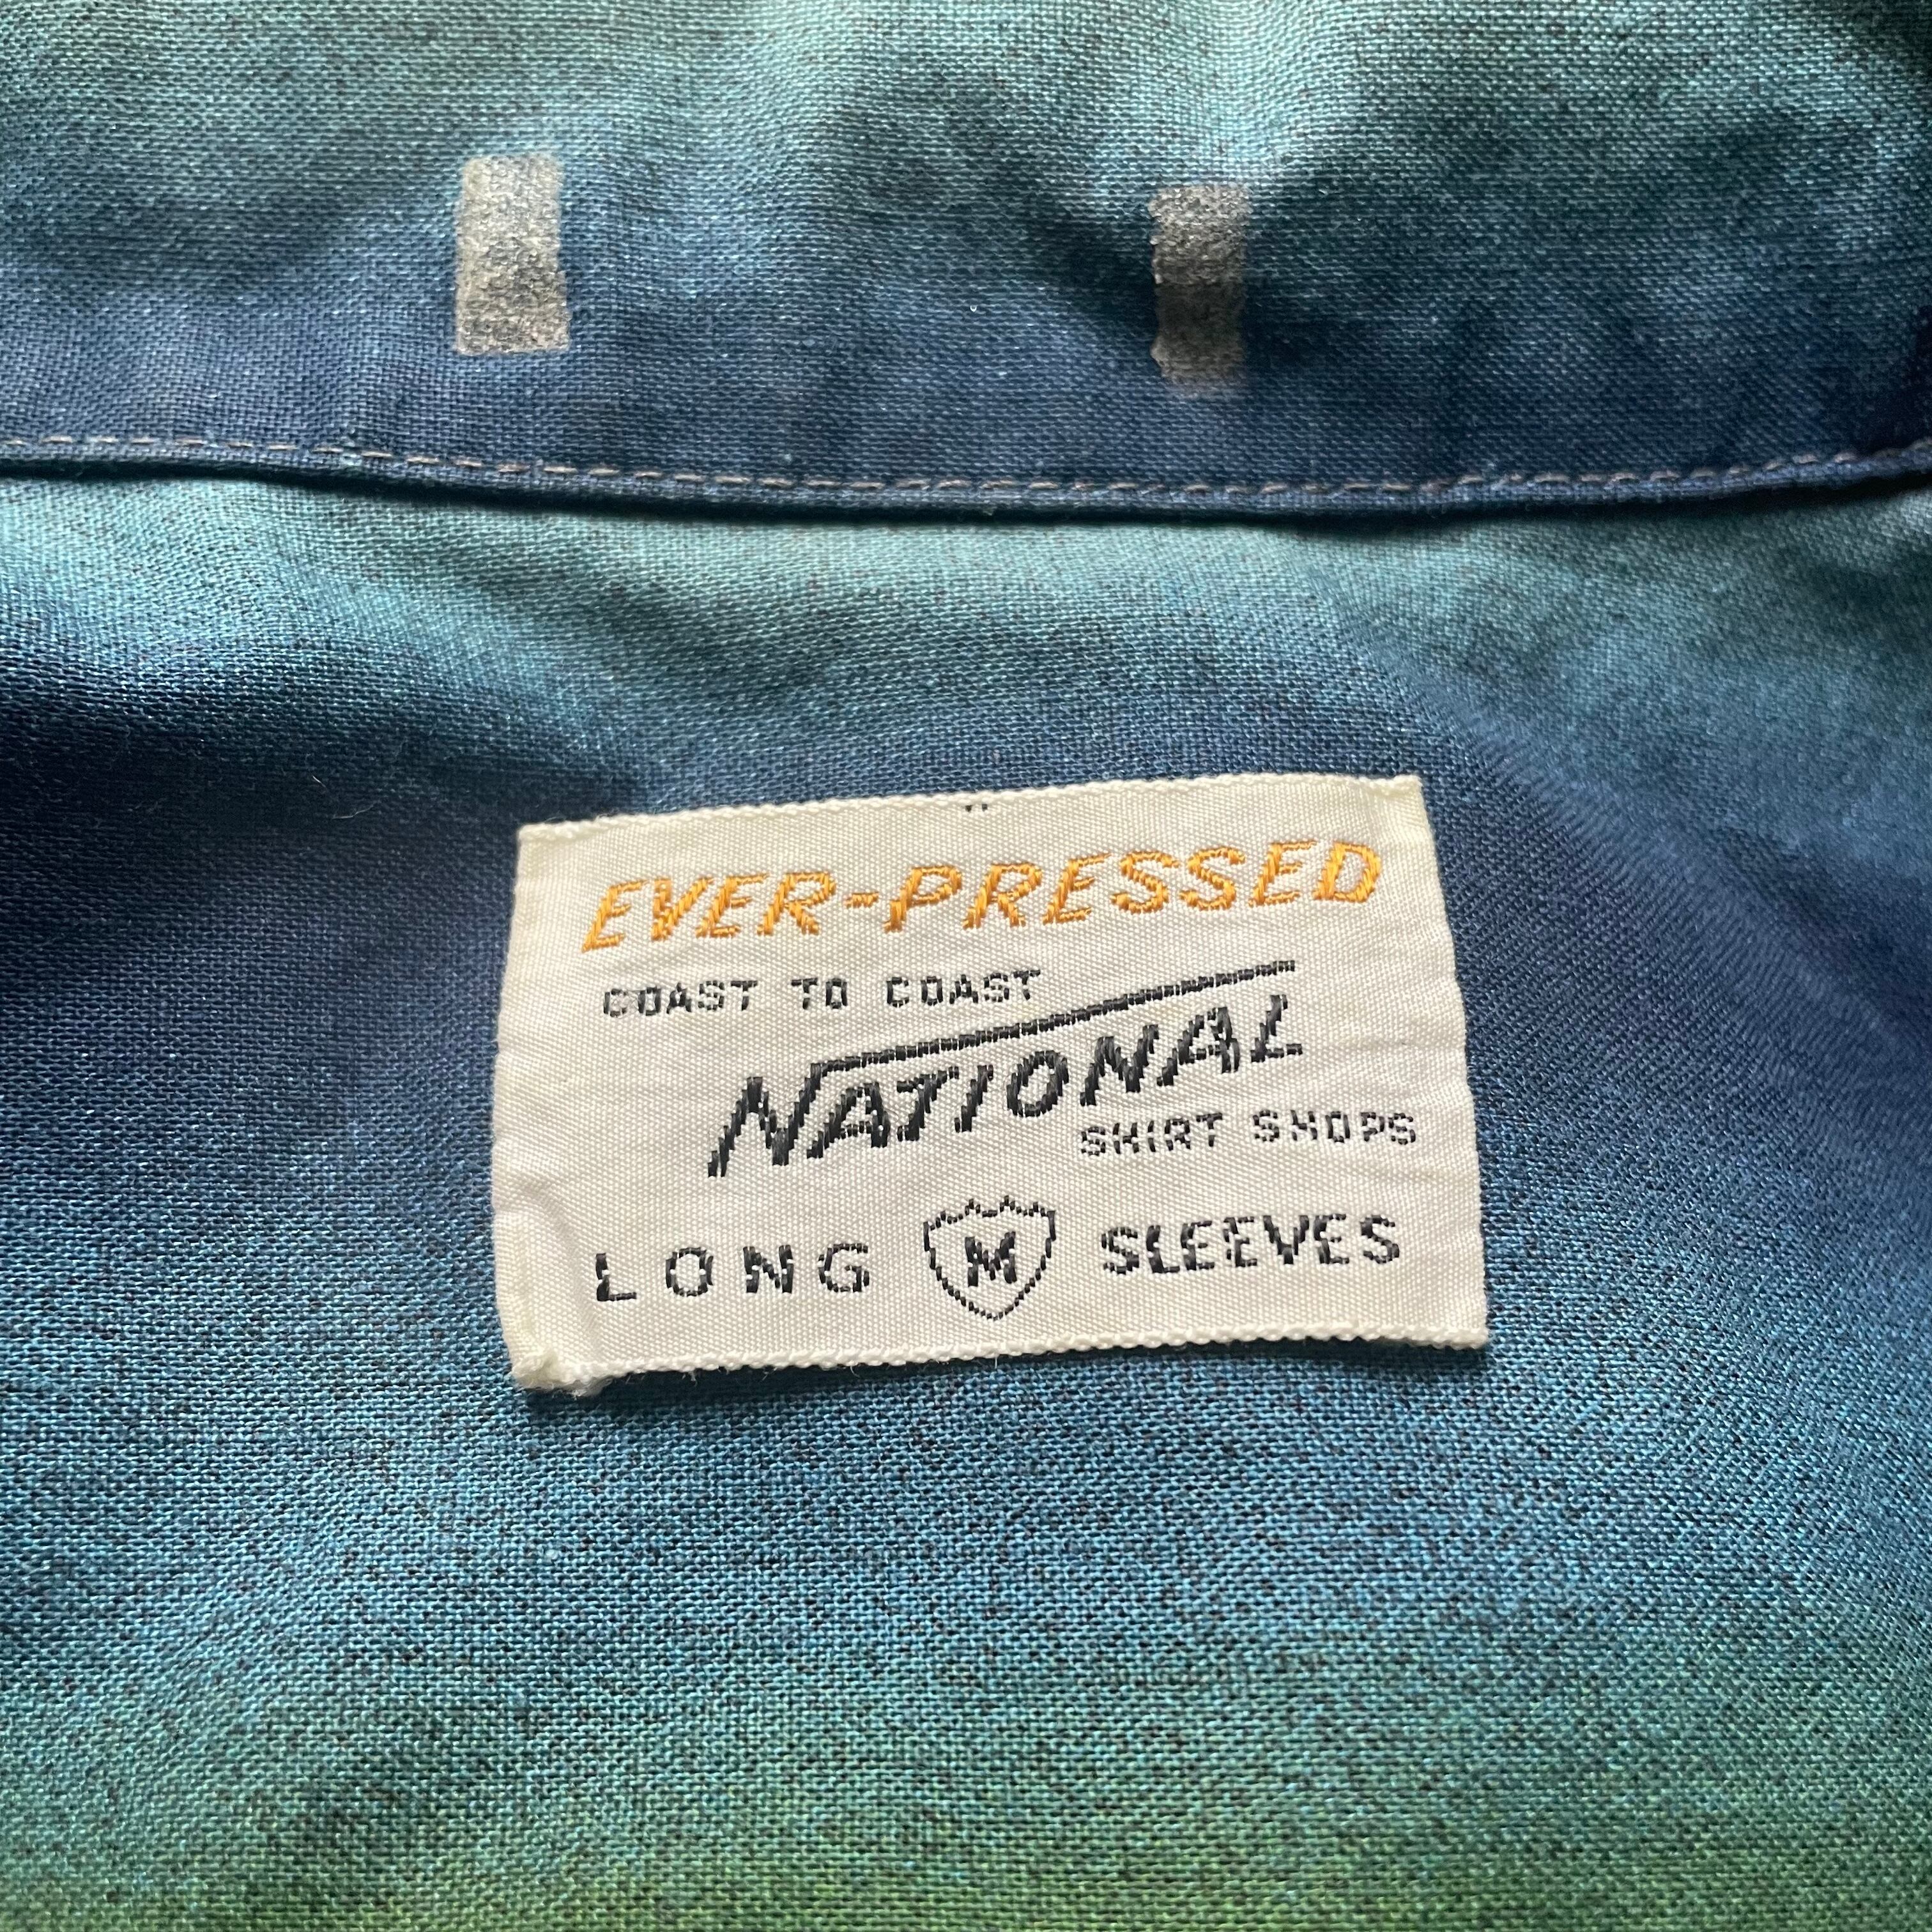 EVER-PRESSED
COAST TO COAST
NATIONAL
SHIRT SHOPS
LONG M SLEEVES